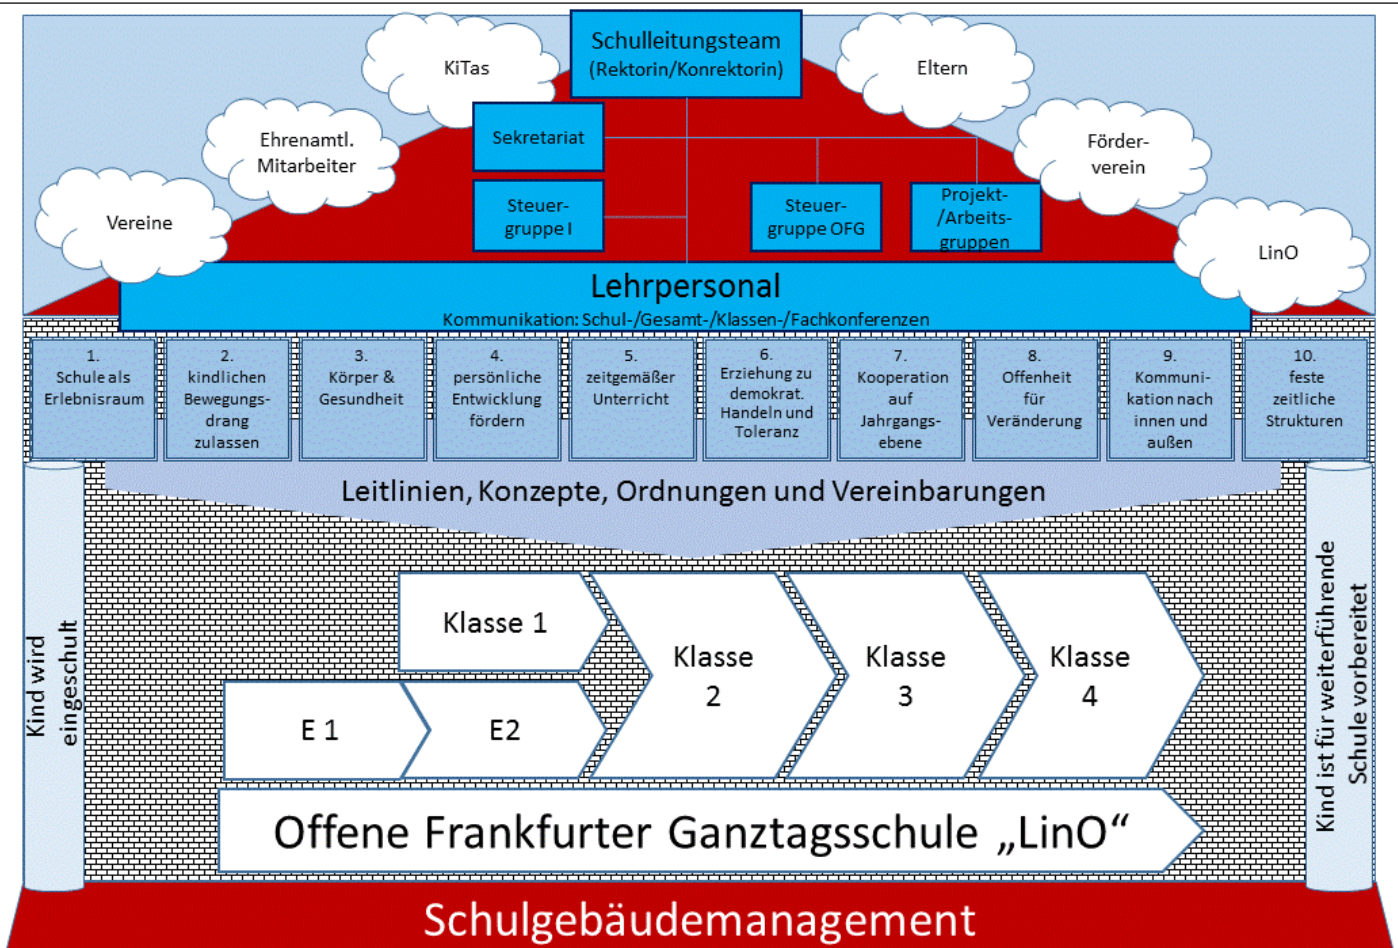 Schulleitungsteam
(Rektorin/Konrektorin)
KiTas
Eltern
Ehrenamtl.
Mitarbeiter
Sekretariat
Förder-
verein
Vereine
Steuer-
gruppe I
Steuer-
gruppe OFG
Projekt-
/Arbeits-
gruppen
LinO
Lehrpersonal
Kommunikation: Schul-/Gesamt-/Klassen-/Fachkonferenzen
1.
Schule als
Erlebnisraum
2.
kindlichen
Bewegungs-
drang
zulassen
3.
Körper &
Gesundheit
4.
persönliche
Entwicklung
fördern
5.
zeitgemäßer
Unterricht
6.
Erziehung zu
demokrat.
Handeln und
Toleranz
7.
Kooperation
auf
Jahrgangs-
ebene
8.
Offenheit
für
Veränderung
9.
Kommuni-
kation nach
innen und
außen
10.
feste
zeitliche
Strukturen
Leitlinien, Konzepte, Ordnungen und Vereinbarungen
Kind wird
eingeschult
Klasse 1
E 1
E2
Klasse
2
Klasse
3
Klasse
4
Kind ist für weiterführende
Schule vorbereitet
Offene Frankfurter Ganztagsschule „LinO“
Schulgebäudemanagement